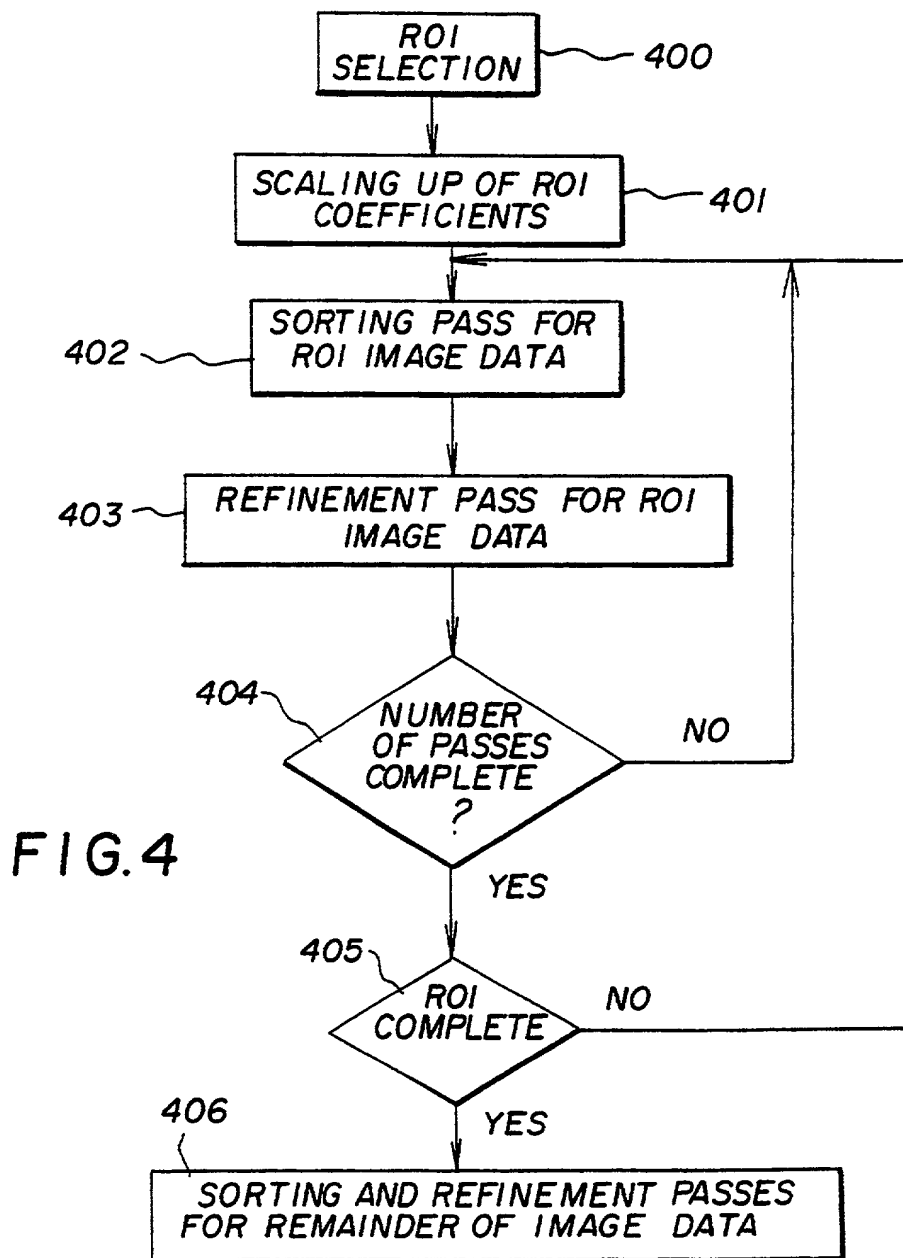 ROI
SELECTION
400
SCALING UP OF ROI
COEFFICIENTS
401
SORTING PASS FOR
ROI IMAGE DATA
402
REFINEMENT PASS FOR ROI
IMAGE DATA
403
404
NUMBER
OF PASSES
COMPLETE
?
NO
FIG.4
YES
405
ROI
COMPLETE
NO
YES
406
SORTING AND REFINEMENT PASSES
FOR REMAINDER OF IMAGE DATA